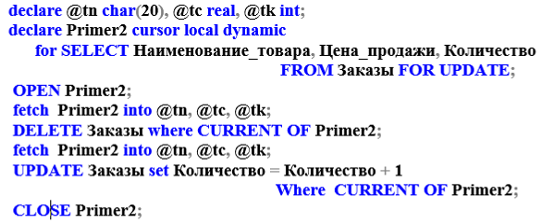 declare @tn char(20), @tc real, @tk int;
declare Primer2 cursor local dynamic
for SELECT Наименование_товара, Цена_продажи, Количество
FROM Заказы FOR UPDATE;
OPEN Primer2;
fetch Primer2 into @tn, @tc, @tk;
DELETE Заказы where CURRENT OF Primer2;
fetch Primer2 into @tn, @tc, @tk;
UPDATE Заказы set Количество = Количество + 1
Where CURRENT OF Primer2;
CLOSE Primer2;